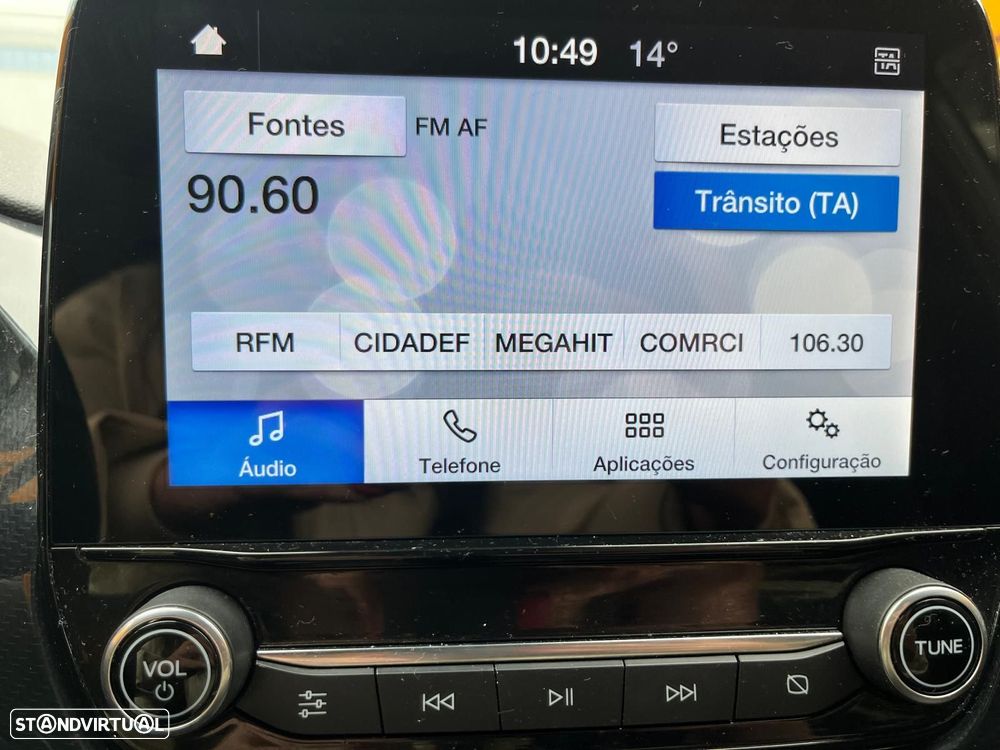 10:49 14°
TA
Fontes FM AF Estações
90.60 Trânsito (TA)
RFM CIDADEF MEGAHIT COMRCI 106.30
Áudio Telefone Aplicações Configuração
VOL TUNE
STANDVIRTUAL